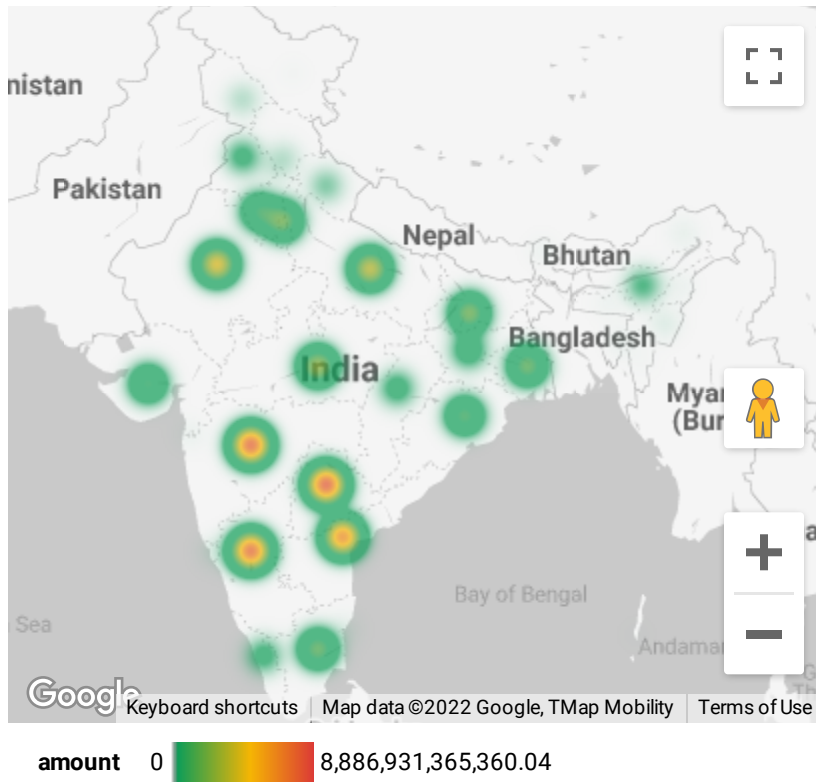 nistan
Pakistan
Nepal
Bhutan
Bangladesh
India
Myar
(Bur
a
Bay of Bengal
Sea
Andaman
Google
Keyboard shortcuts
Map data ©2022 Google, TMap Mobility
Terms of Use
amount 0 8,886,931,365,360.04